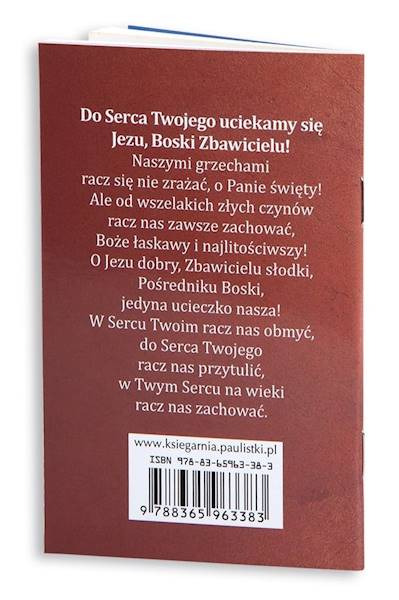 Do Serca Twojego uciekamy się
Jezu, Boski Zbawicielu!
Naszymi grzechami
racz się nie zrażać, o Panie święty!
Ale od wszelakich złych czynów
racz nas zawsze zachować,
Boże łaskawy i najlitościwszy!
O Jezu dobry, Zbawicielu słodki,
Pośredniku Boski,
jedyna ucieczko nasza!
W Sercu Twoim racz nas obmyć,
do Serca Twojego
racz nas przytulić,
w Twym Sercu na wieki
racz nas zachować.
www.ksiegarnia.paulistki.pl
ISBN 978-83-65963-38-3
9 788365 963383